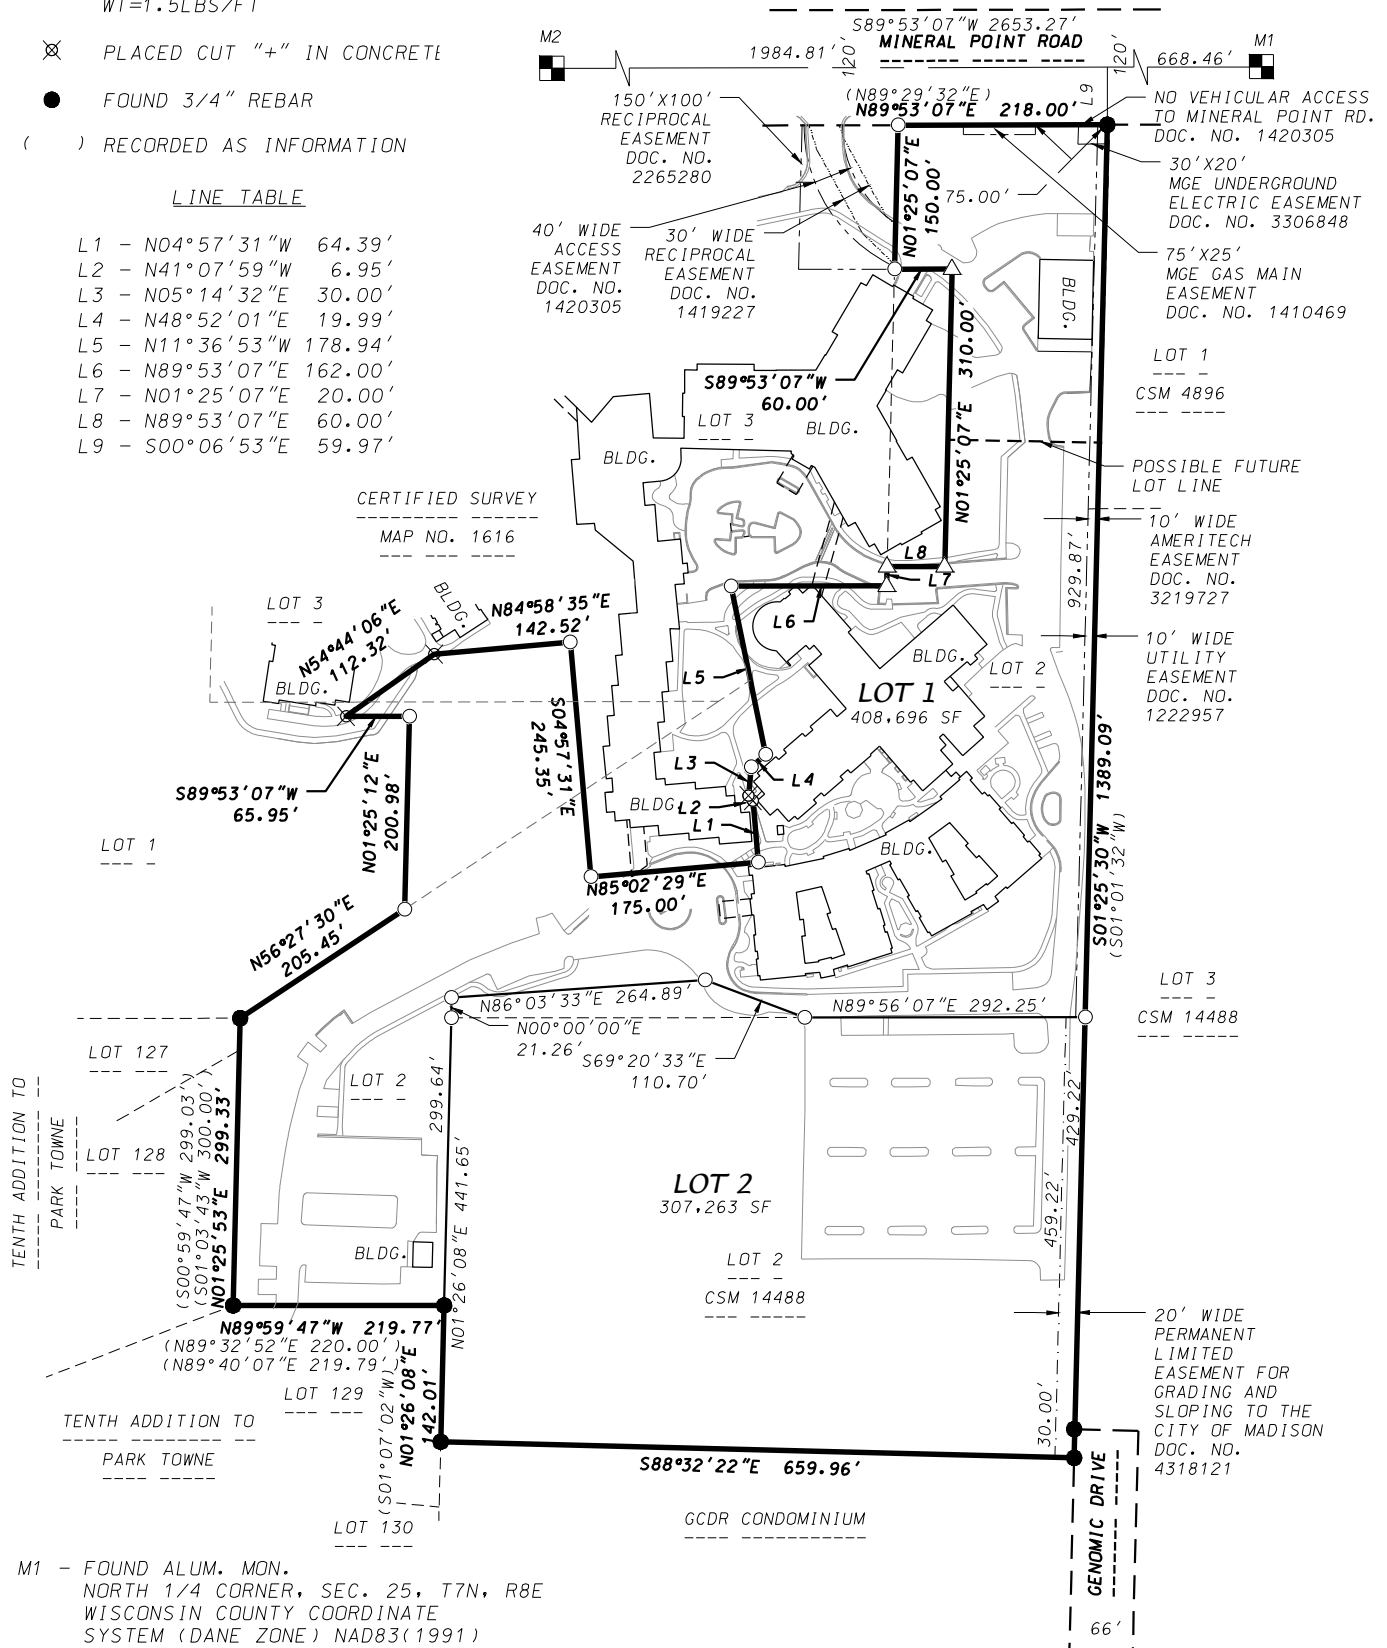 WT=1.5LBS/FT
PLACED CUT "+" IN CONCRETE
FOUND 3/4" REBAR
( ) RECORDED AS INFORMATION
LINE TABLE
L1 - N04°57'31"W 64.39'
L2 - N41°07'59"W 6.95'
L3 - N05°14'32"E 30.00'
L4 - N48°52'01"E 19.99'
L5 - N11°36'53"W 178.94'
L6 - N89°53'07"E 162.00'
L7 - N01°25'07"E 20.00'
L8 - N89°53'07"E 60.00'
L9 - S00°06'53"E 59.97'
S89°53'07"W 2653.27'
MINERAL POINT ROAD
M2
M1
1984.81'
120'
120'
668.46'
L9
(N89°29'32"E)
N89°53'07"E 218.00'
150'X100'
RECIPROCAL
EASEMENT
DOC. NO.
2265280
NO VEHICULAR ACCESS
TO MINERAL POINT RD.
DOC. NO. 1420305
30'X20'
MGE UNDERGROUND
ELECTRIC EASEMENT
DOC. NO. 3306848
N01°25'07"E
150.00'
75.00'
40' WIDE
ACCESS
EASEMENT
DOC. NO.
1420305
30' WIDE
RECIPROCAL
EASEMENT
DOC. NO.
1419227
75'X25'
MGE GAS MAIN
EASEMENT
DOC. NO. 1410469
BLDG.
LOT 1
CSM 4896
S89°53'07"W
60.00'
N01°25'07"E 310.00'
LOT 3
BLDG.
BLDG.
POSSIBLE FUTURE
LOT LINE
CERTIFIED SURVEY
MAP NO. 1616
10' WIDE
AMERITECH
EASEMENT
DOC. NO.
3219727
929.87'
L8
L7
L6
LOT 3
BLDG.
N84°58'35"E
142.52'
N54°44'06"E
112.32'
10' WIDE
UTILITY
EASEMENT
DOC. NO.
1222957
BLDG.
LOT 2
L5
BLDG.
LOT 1
408,696 SF
S04°57'31"E
245.35'
L3
L4
S89°53'07"W
65.95'
N01°25'12"E
200.98'
BLDG.
L2
L1
BLDG.
S01°25'30"W 1389.09'
(S01°01'32"W)
LOT 1
N85°02'29"E
175.00'
N56°27'30"E
205.45'
LOT 3
CSM 14488
N86°03'33"E 264.89'
N89°56'07"E 292.25'
N00°00'00"E
21.26'
S69°20'33"E
110.70'
LOT 127
LOT 2
299.64'
429.22'
TENTH ADDITION TO
PARK TOWNE
LOT 128
(S00°59'47"W 299.03')
(S01°03'43"W 300.00')
N01°25'53"E 299.33'
N01°26'08"E 441.65'
LOT 2
307,263 SF
459.22'
BLDG.
LOT 2
CSM 14488
N89°59'47"W 219.77'
(N89°32'52"E 220.00')
(N89°40'07"E 219.79')
LOT 129
20' WIDE
PERMANENT
LIMITED
EASEMENT FOR
GRADING AND
SLOPING TO THE
CITY OF MADISON
DOC. NO.
4318121
TENTH ADDITION TO
PARK TOWNE
(S01°07'02"W)
N01°26'08"E
142.01'
30.00'
S88°32'22"E 659.96'
GCDR CONDOMINIUM
LOT 130
GENOMIC DRIVE
66'
M1 - FOUND ALUM. MON.
NORTH 1/4 CORNER, SEC. 25, T7N, R8E
WISCONSIN COUNTY COORDINATE
SYSTEM (DANE ZONE) NAD83(1991)